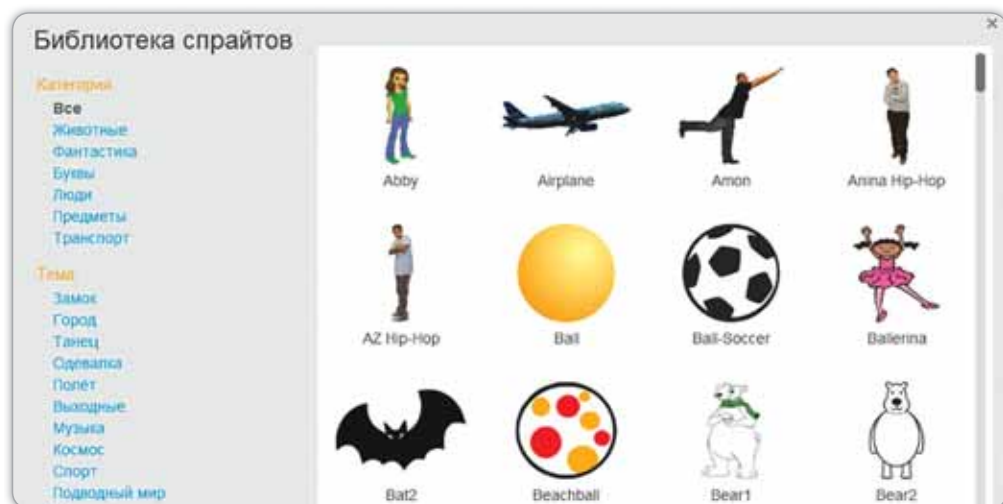 Библиотека спрайтов
Категория
Все
Животные
Фантастика
Буквы
Люди
Предметы
Транспорт
Тема
Замок
Город
Танец
Одевалка
Полёт
Выходные
Музыка
Космос
Спорт
Подводный мир
Abby Airplane Amon Anina Hip-Hop
AZ Hip-Hop Ball Ball-Soccer Ballerina
Bat2 Beachball Bear1 Bear2